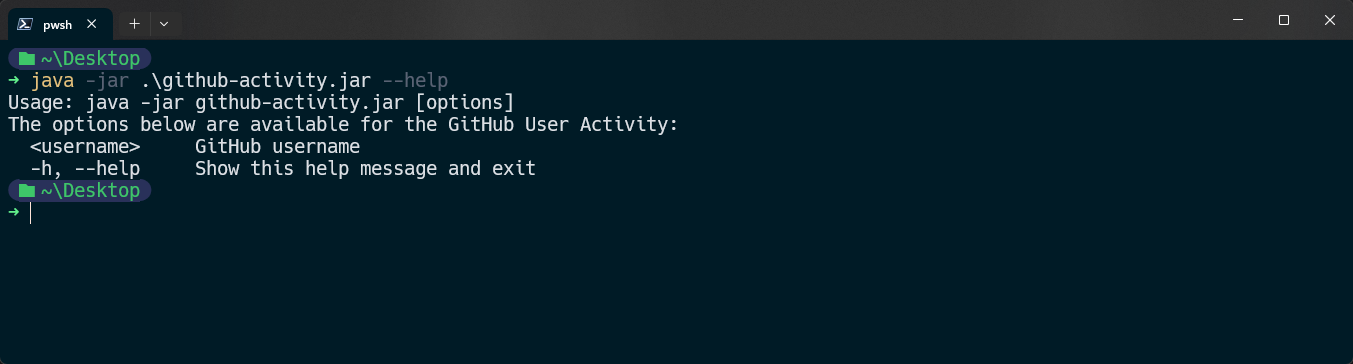 pwsh
~\Desktop
➜ java -jar .\github-activity.jar --help
Usage: java -jar github-activity.jar [options]
The options below are available for the GitHub User Activity:
  <username>     GitHub username
  -h, --help     Show this help message and exit
~\Desktop
➜